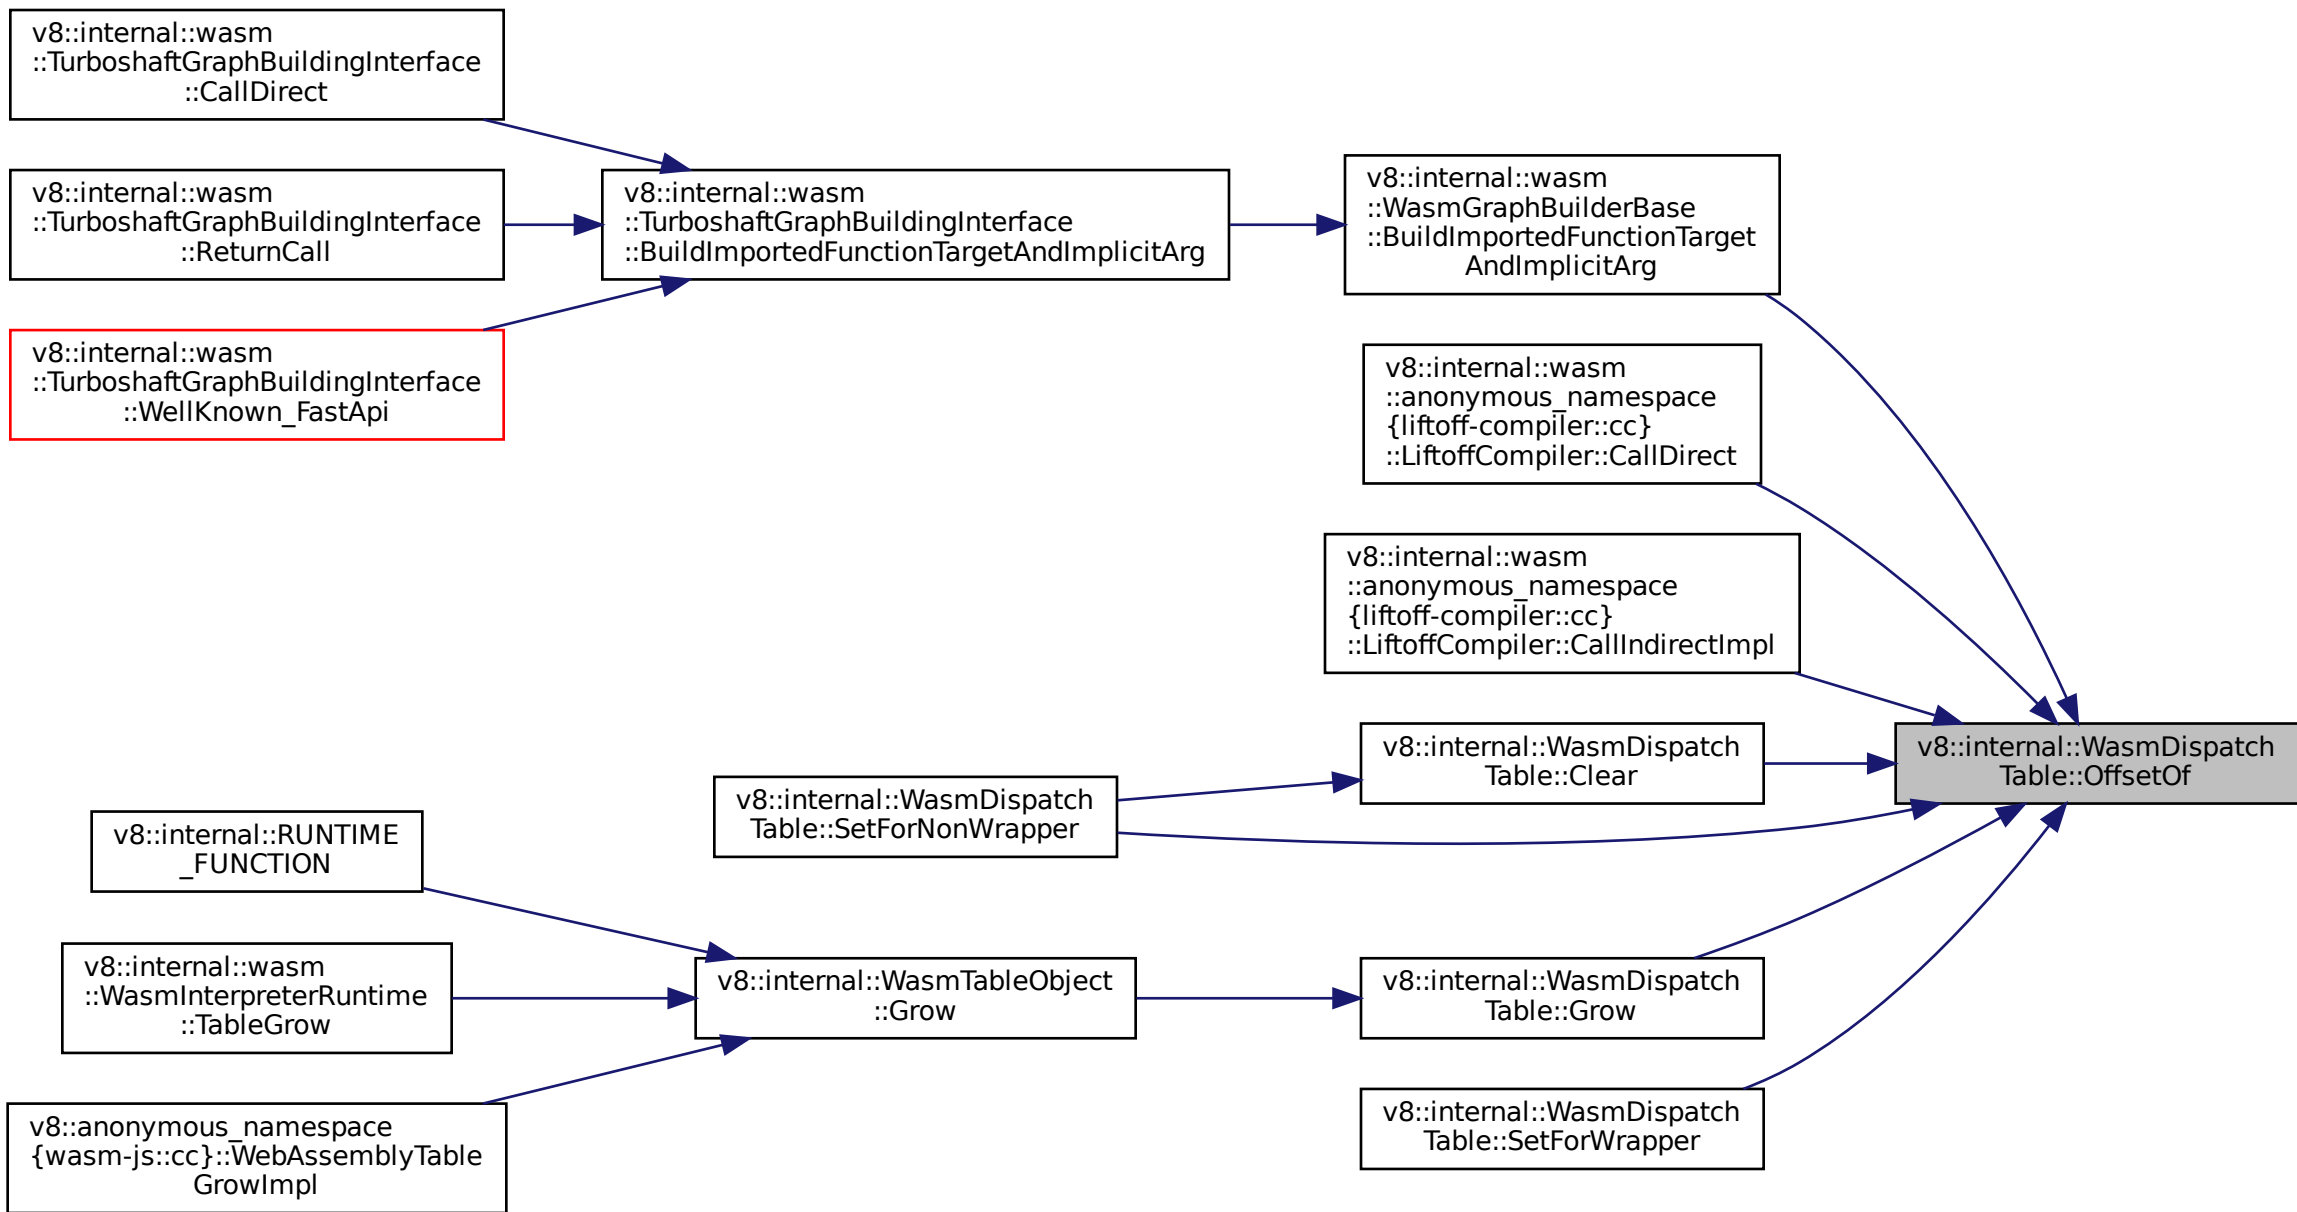 v8::internal::wasm
::TurboshaftGraphBuildingInterface
::CallDirect
v8::internal::wasm
::TurboshaftGraphBuildingInterface
::ReturnCall
v8::internal::wasm
::TurboshaftGraphBuildingInterface
::WellKnown_FastApi
v8::internal::wasm
::TurboshaftGraphBuildingInterface
::BuildImportedFunctionTargetAndImplicitArg
v8::internal::wasm
::WasmGraphBuilderBase
::BuildImportedFunctionTarget
AndImplicitArg
v8::internal::wasm
::anonymous_namespace
{liftoff-compiler::cc}
::LiftoffCompiler::CallDirect
v8::internal::wasm
::anonymous_namespace
{liftoff-compiler::cc}
::LiftoffCompiler::CallIndirectImpl
v8::internal::WasmDispatch
Table::Clear
v8::internal::WasmDispatch
Table::OffsetOf
v8::internal::WasmDispatch
Table::SetForNonWrapper
v8::internal::RUNTIME
_FUNCTION
v8::internal::wasm
::WasmInterpreterRuntime
::TableGrow
v8::anonymous_namespace
{wasm-js::cc}::WebAssemblyTable
GrowImpl
v8::internal::WasmTableObject
::Grow
v8::internal::WasmDispatch
Table::Grow
v8::internal::WasmDispatch
Table::SetForWrapper